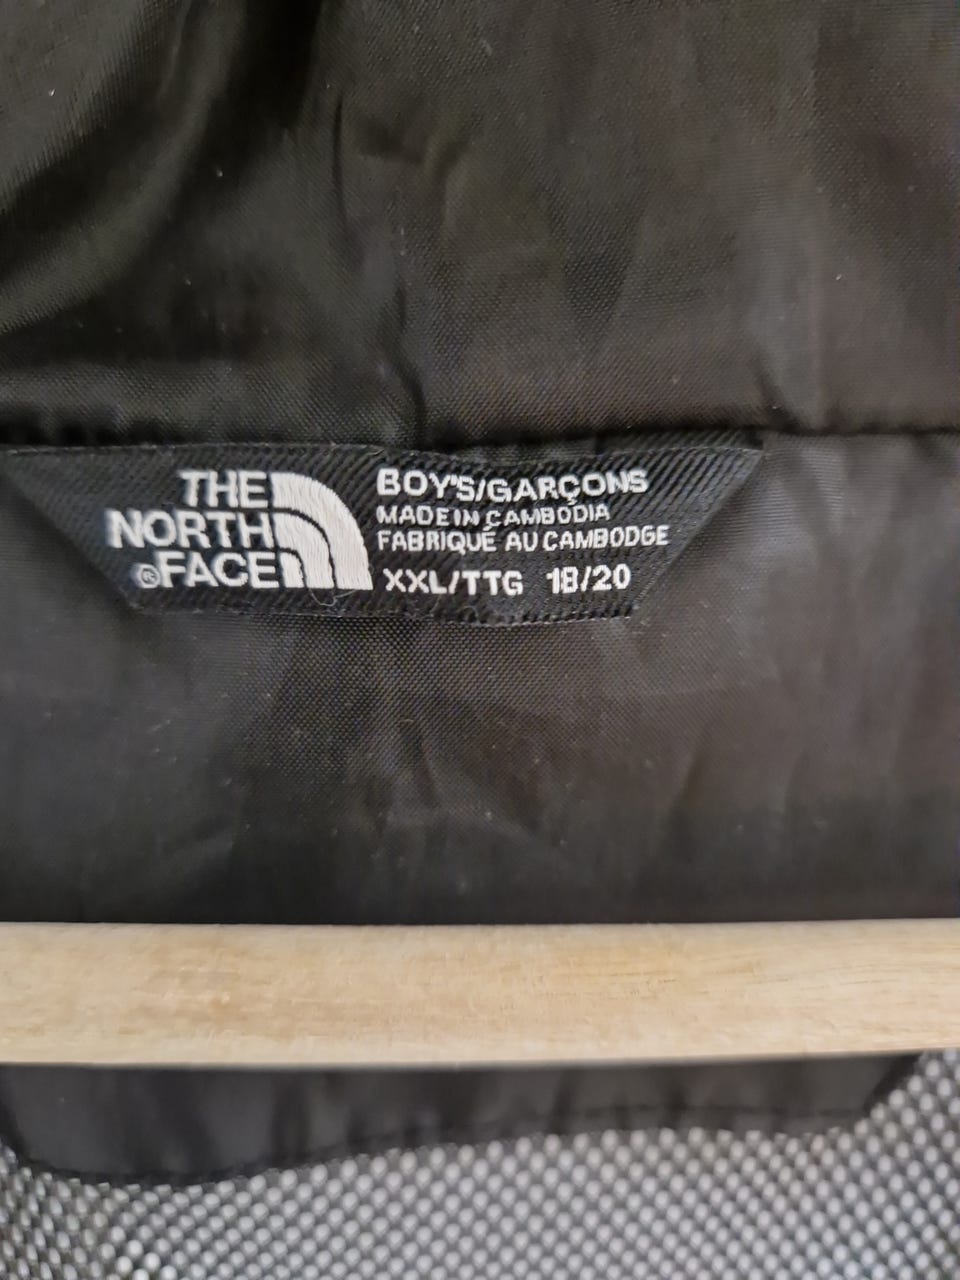 THE
NORTH
®FACE
BOY'S/GARÇONS
MADE IN CAMBODIA
FABRIQUÉ AU CAMBODGE
XXL/TTG 18/20